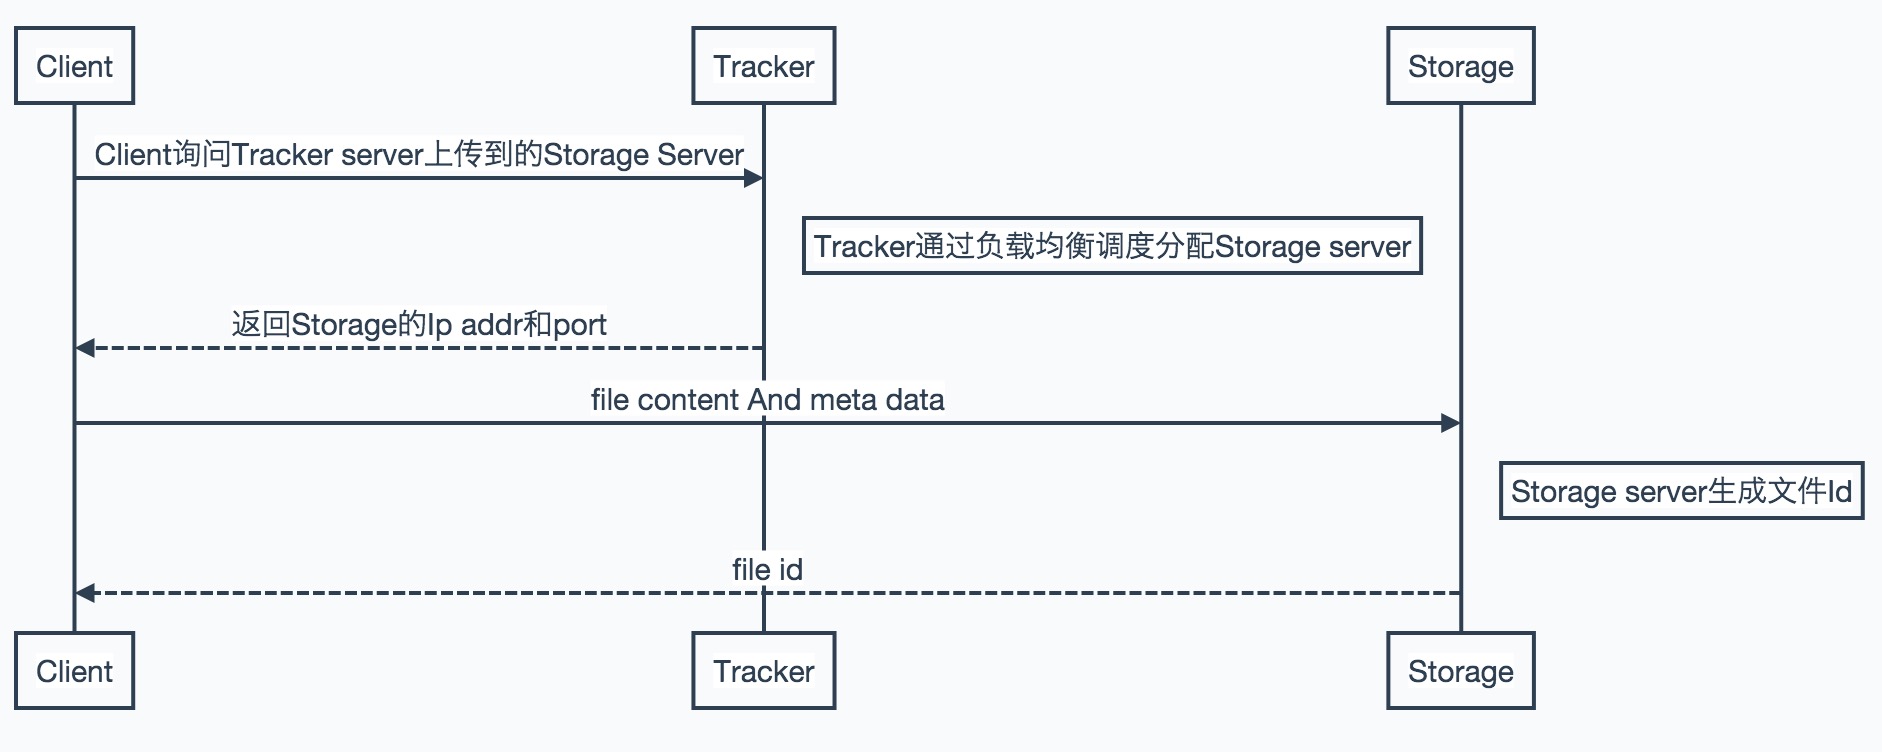 Client
Tracker
Storage
Client询问Tracker server上传到的Storage Server
Tracker通过负载均衡调度分配Storage server
返回Storage的Ip addr和port
file content And meta data
Storage server生成文件Id
file id
Client
Tracker
Storage